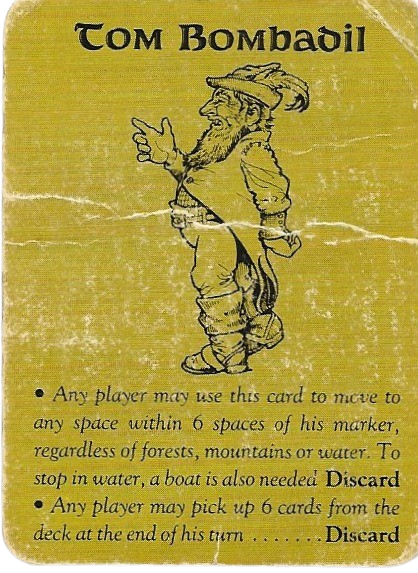 Tom Bombadil
• Any player may use this card to move to
any space within 6 spaces of his marker,
regardless of forests, mountains or water. To
stop in water, a boat is also needed Discard
• Any player may pick up 6 cards from the
deck at the end of his turn . . . . . . . Discard